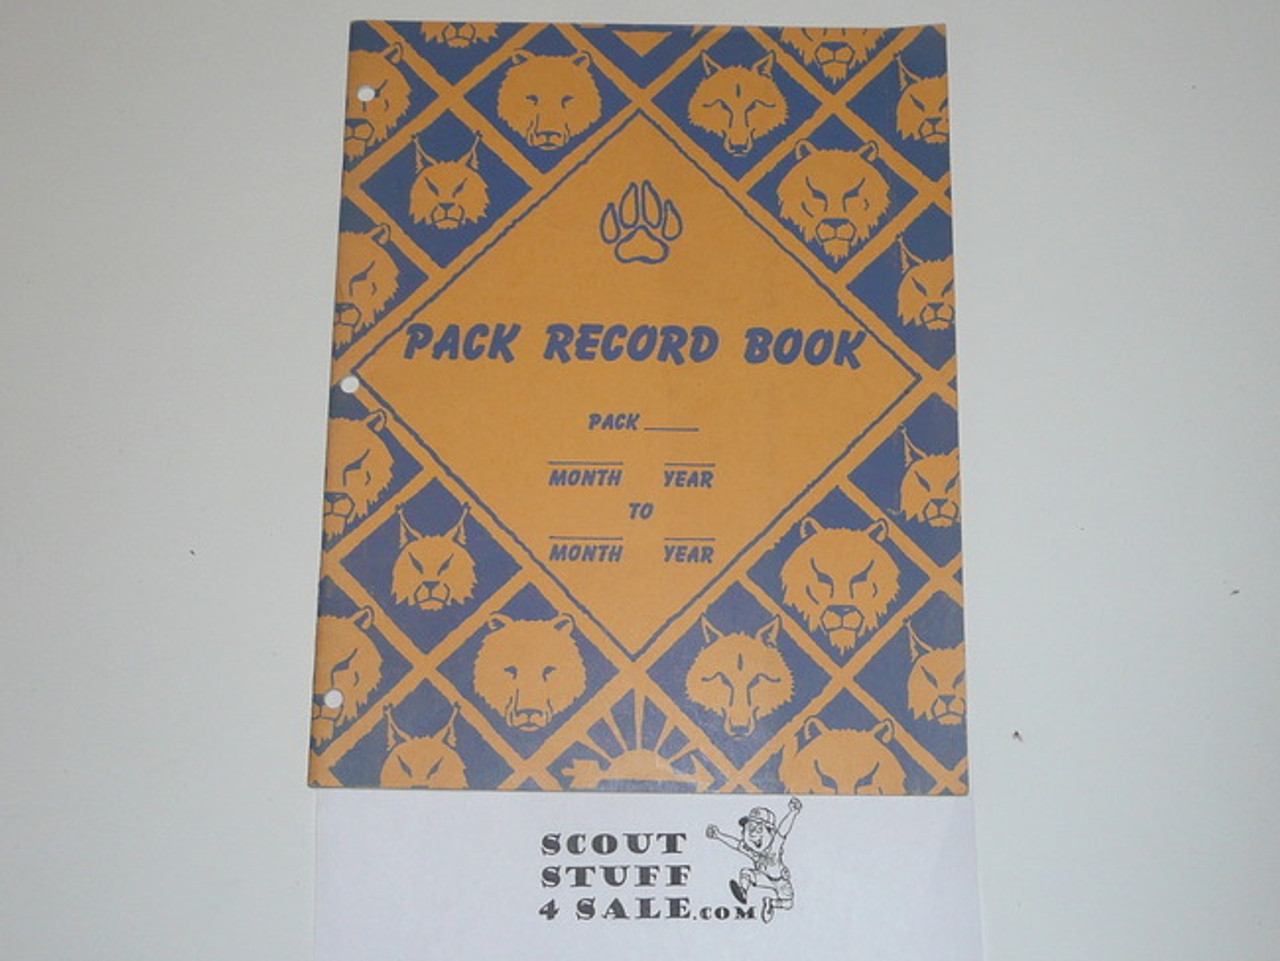 PACK RECORD BOOK
PACK
MONTH YEAR
TO
MONTH YEAR
SCOUT
STUFF
4 SALE.COM